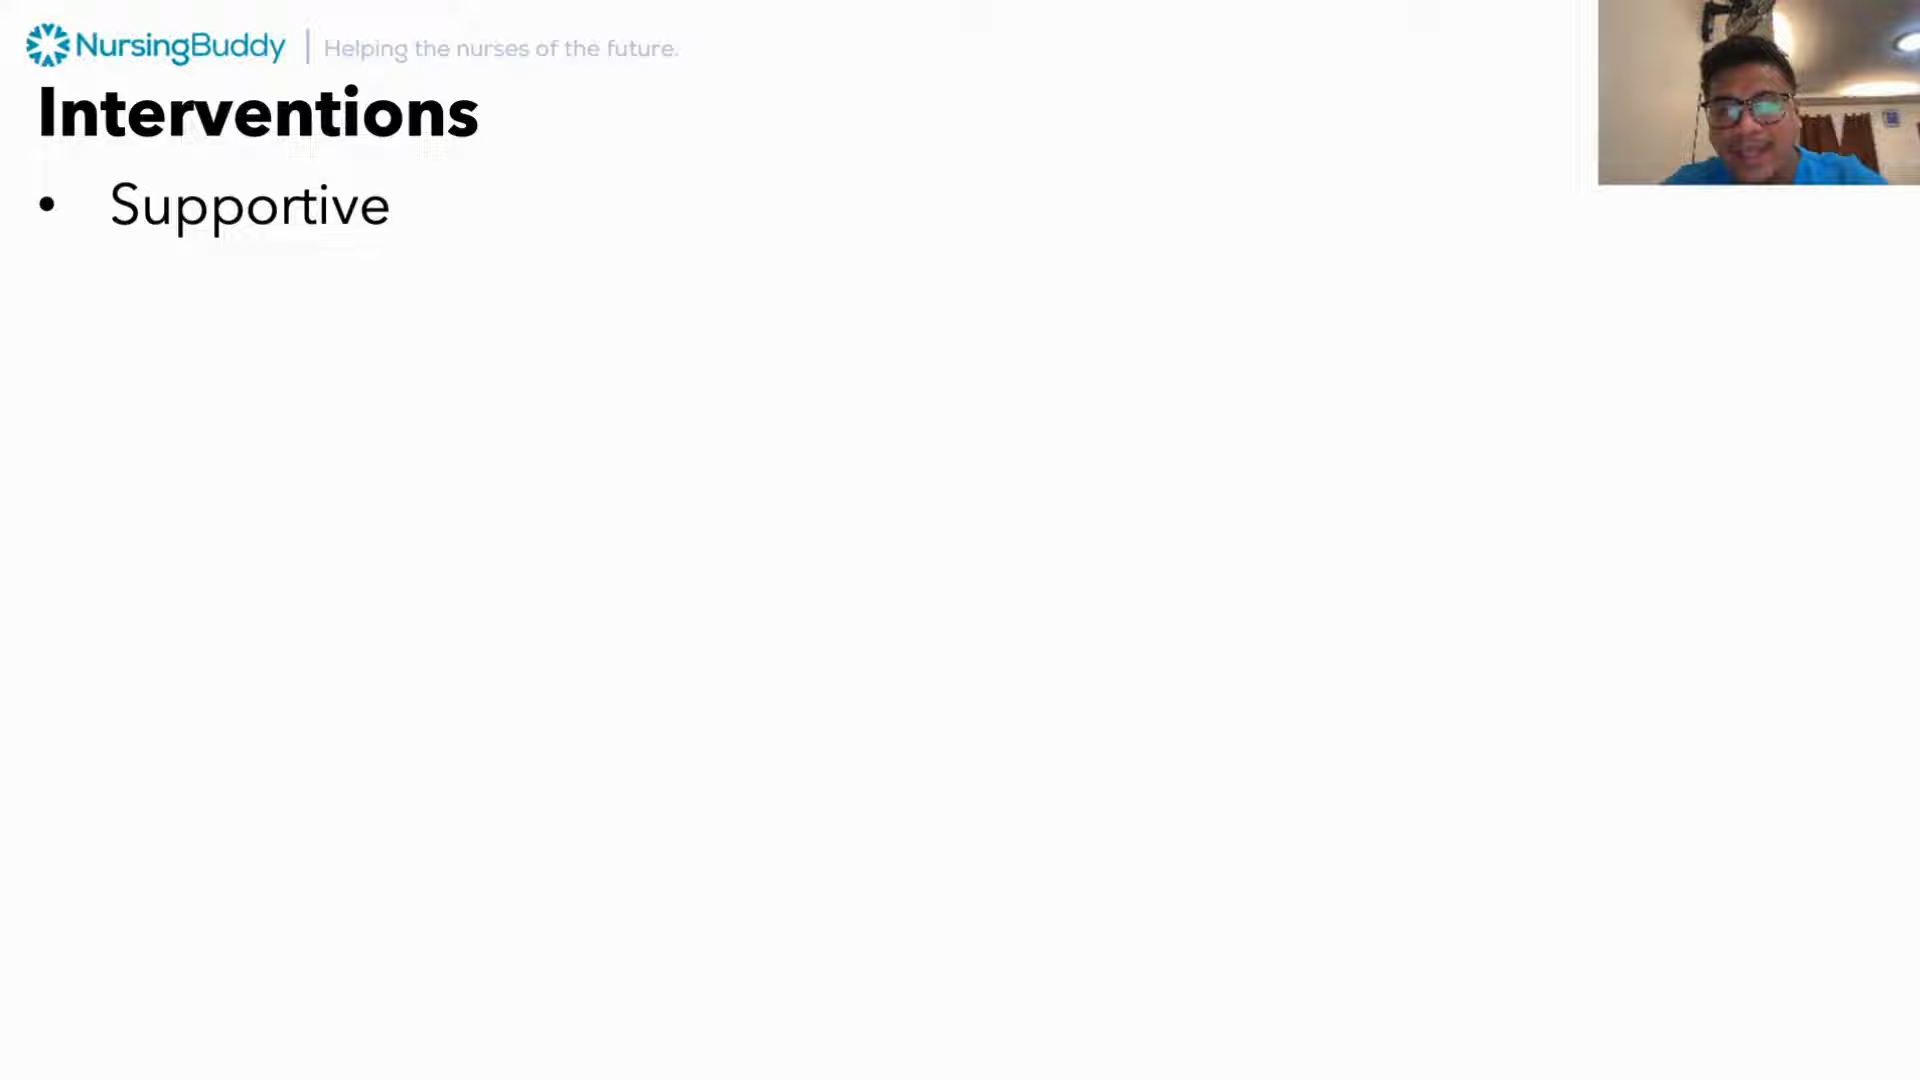 NursingBuddy | Helping the nurses of the future.
Interventions
• Supportive